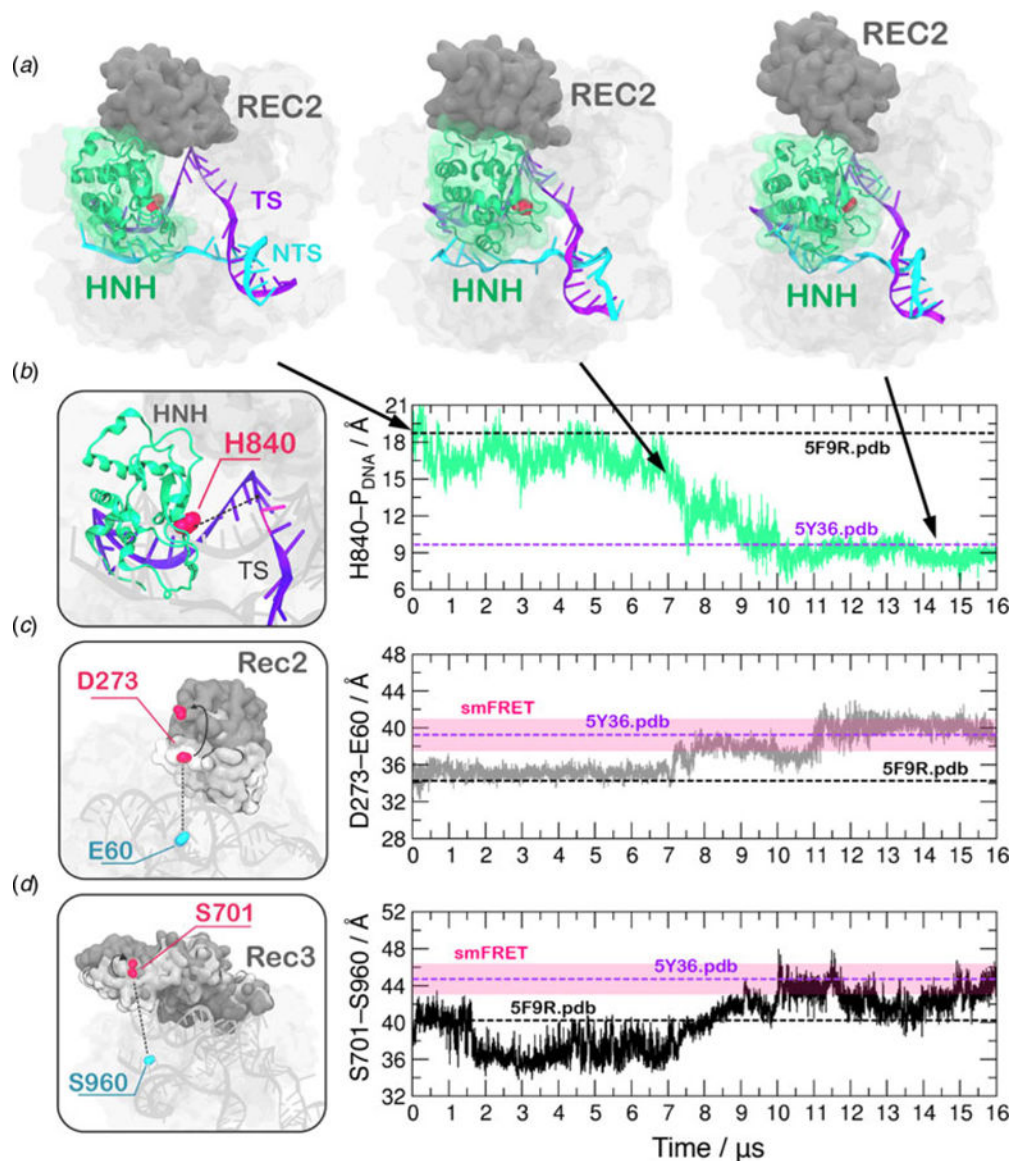 (a)
REC2
REC2
REC2
TS
NTS
HNH
HNH
HNH
(b)
HNH
H840
TS
H840–P_DNA / Å
21
18
15
12
9
6
5F9R.pdb
5Y36.pdb
0 1 2 3 4 5 6 7 8 9 10 11 12 13 14 15 16
(c)
Rec2
D273
E60
D273–E60 / Å
48
44
40
36
32
28
smFRET
5Y36.pdb
5F9R.pdb
0 1 2 3 4 5 6 7 8 9 10 11 12 13 14 15 16
(d)
S701
Rec3
S960
S701–S960 / Å
52
48
44
40
36
32
smFRET
5Y36.pdb
5F9R.pdb
0 1 2 3 4 5 6 7 8 9 10 11 12 13 14 15 16
Time / μs